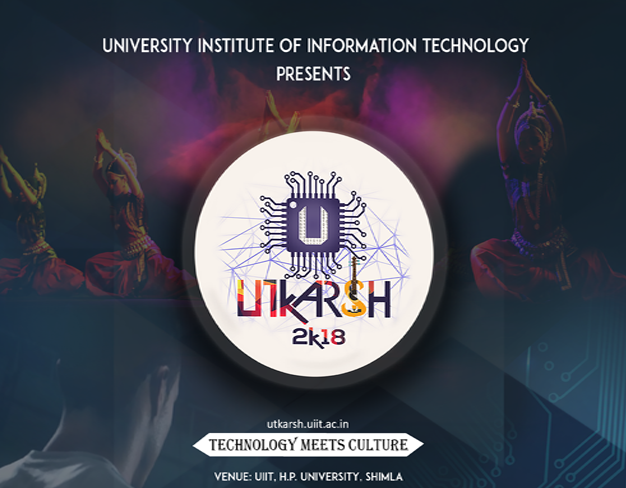 UNIVERSITY INSTITUTE OF INFORMATION TECHNOLOGY
PRESENTS
U
UTKARSH
2k18
utkarsh.uiit.ac.in
TECHNOLOGY MEETS CULTURE
VENUE: UIIT, H.P. UNIVERSITY. SHIMLA